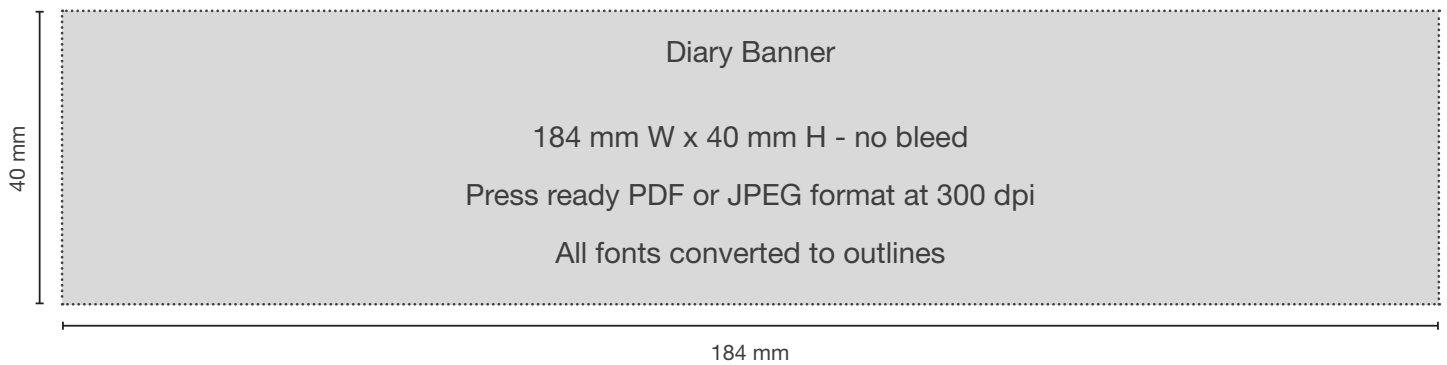 Diary Banner
184 mm W x 40 mm H - no bleed
Press ready PDF or JPEG format at 300 dpi
All fonts converted to outlines
40 mm
184 mm